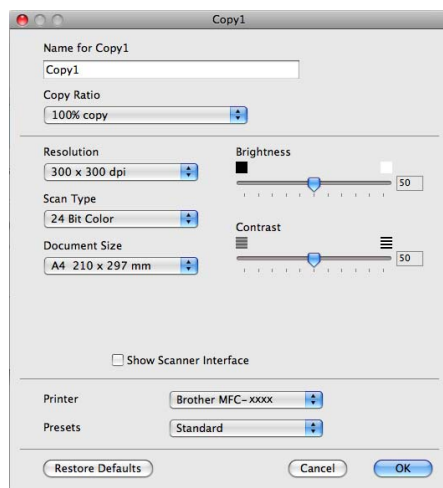 Copy1
Name for Copy1
Copy1
Copy Ratio
100% copy
Resolution
300 x 300 dpi
Scan Type
24 Bit Color
Document Size
A4 210 x 297 mm
Brightness
50
Contrast
50
Show Scanner Interface
Printer
Brother MFC-xxxx
Presets
Standard
Restore Defaults
Cancel
OK